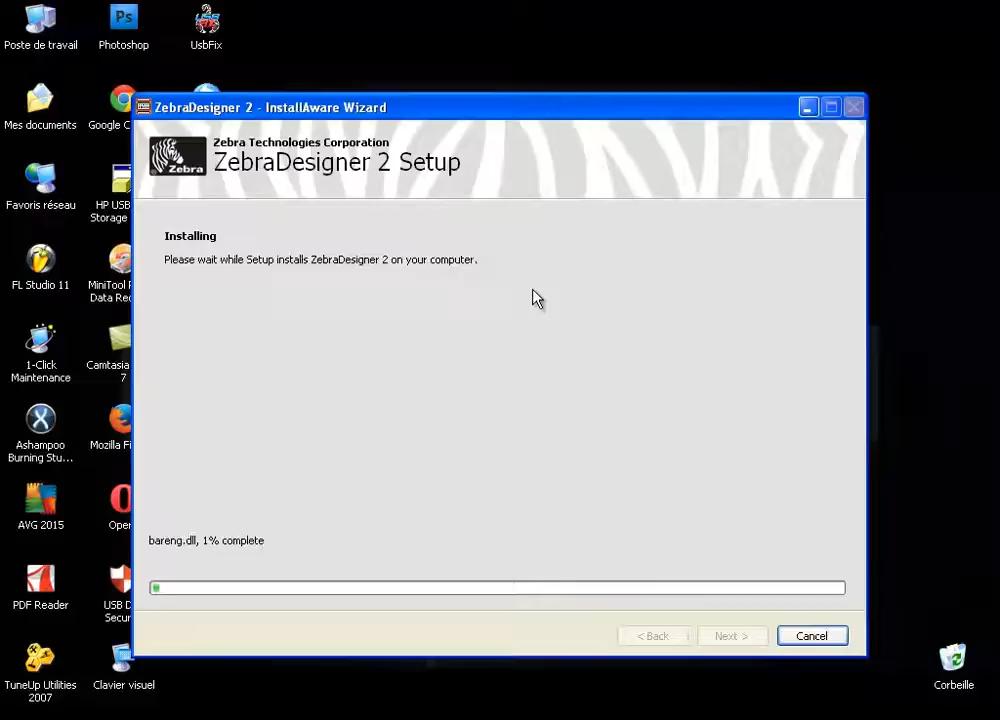 Poste de travail
Photoshop
UsbFix
Mes documents
Google C
Favoris réseau
HP USB
Storage
FL Studio 11
MiniTool
Data Rec
1-Click
Maintenance
Camtasia
7
Ashampoo
Burning Stu...
Mozilla Fi
AVG 2015
Oper
PDF Reader
USB D
Secur
TuneUp Utilities
2007
Clavier visuel
Corbeille
ZebraDesigner 2 - InstallAware Wizard
Zebra
Zebra Technologies Corporation
ZebraDesigner 2 Setup
Installing
Please wait while Setup installs ZebraDesigner 2 on your computer.
bareng.dll, 1% complete
< Back
Next >
Cancel